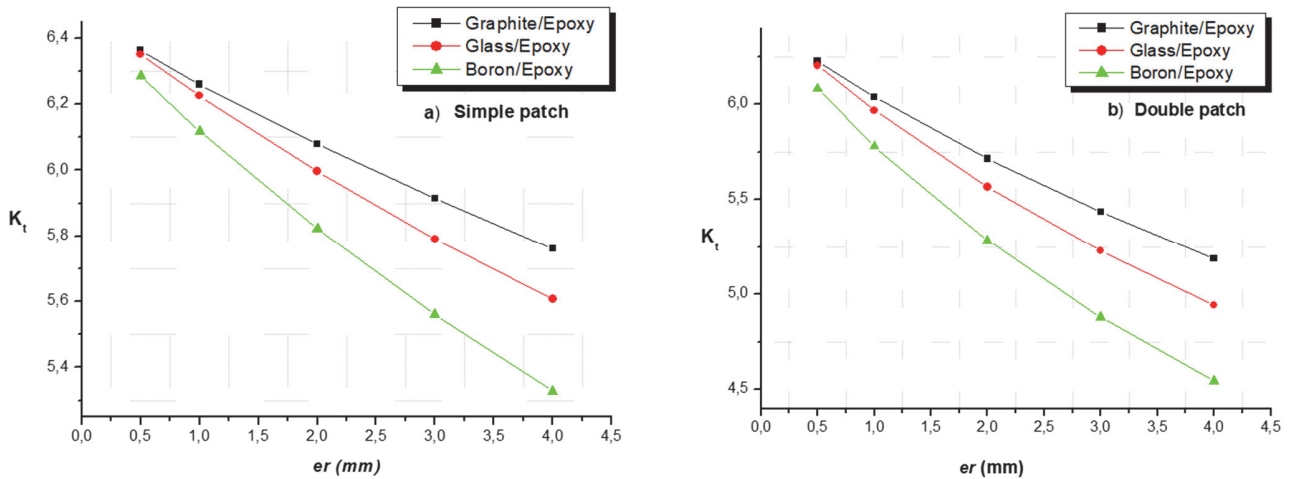 Graphite/Epoxy
Glass/Epoxy
Boron/Epoxy
a) Simple patch
6,4
6,2
6,0
5,8
5,6
5,4
K_t
0,0 0,5 1,0 1,5 2,0 2,5 3,0 3,5 4,0 4,5
er (mm)
Graphite/Epoxy
Glass/Epoxy
Boron/Epoxy
b) Double patch
6,0
5,5
5,0
4,5
K_t
0,0 0,5 1,0 1,5 2,0 2,5 3,0 3,5 4,0 4,5
er (mm)